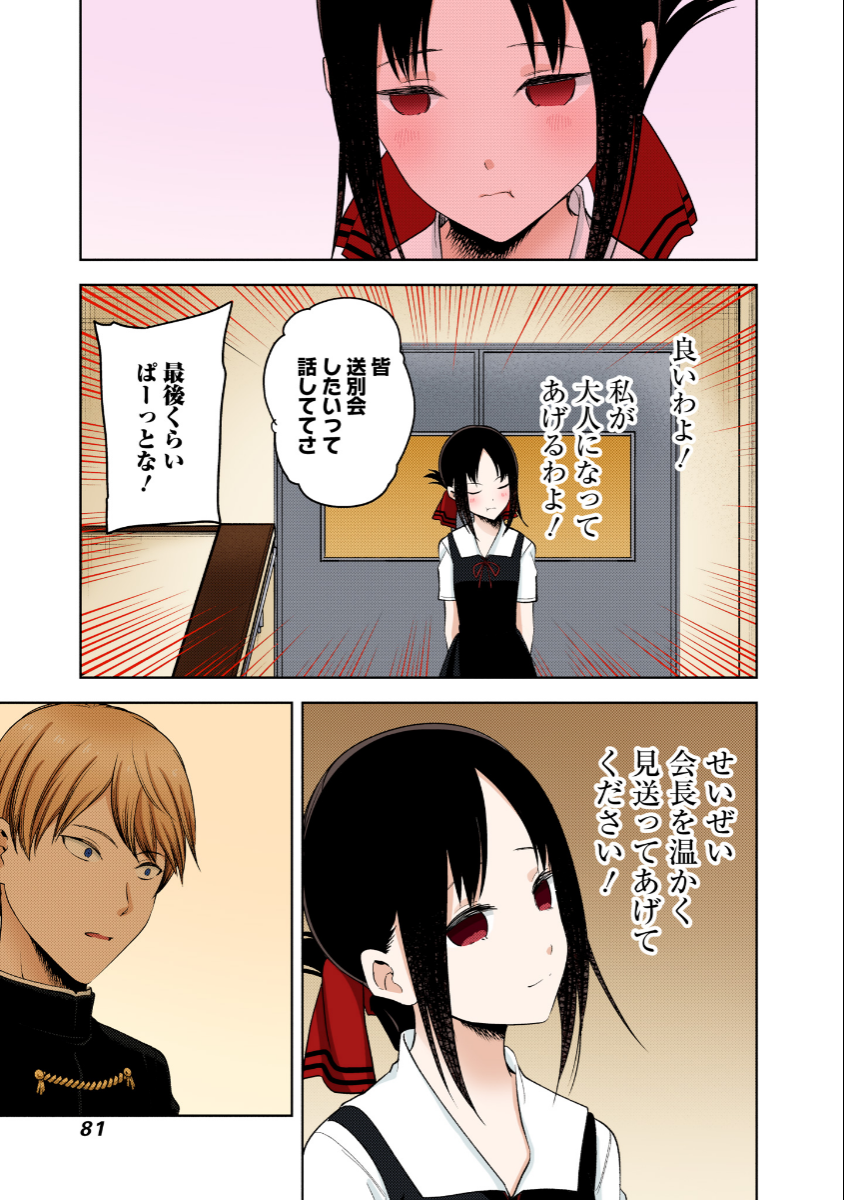 良いわよ！
私が
大人になって
あげるわよ！
皆
送別会
したいって
話しててさ
最後くらい
ぱーっとな！
せいぜい
会長を温かく
見送ってあげて
ください！
81